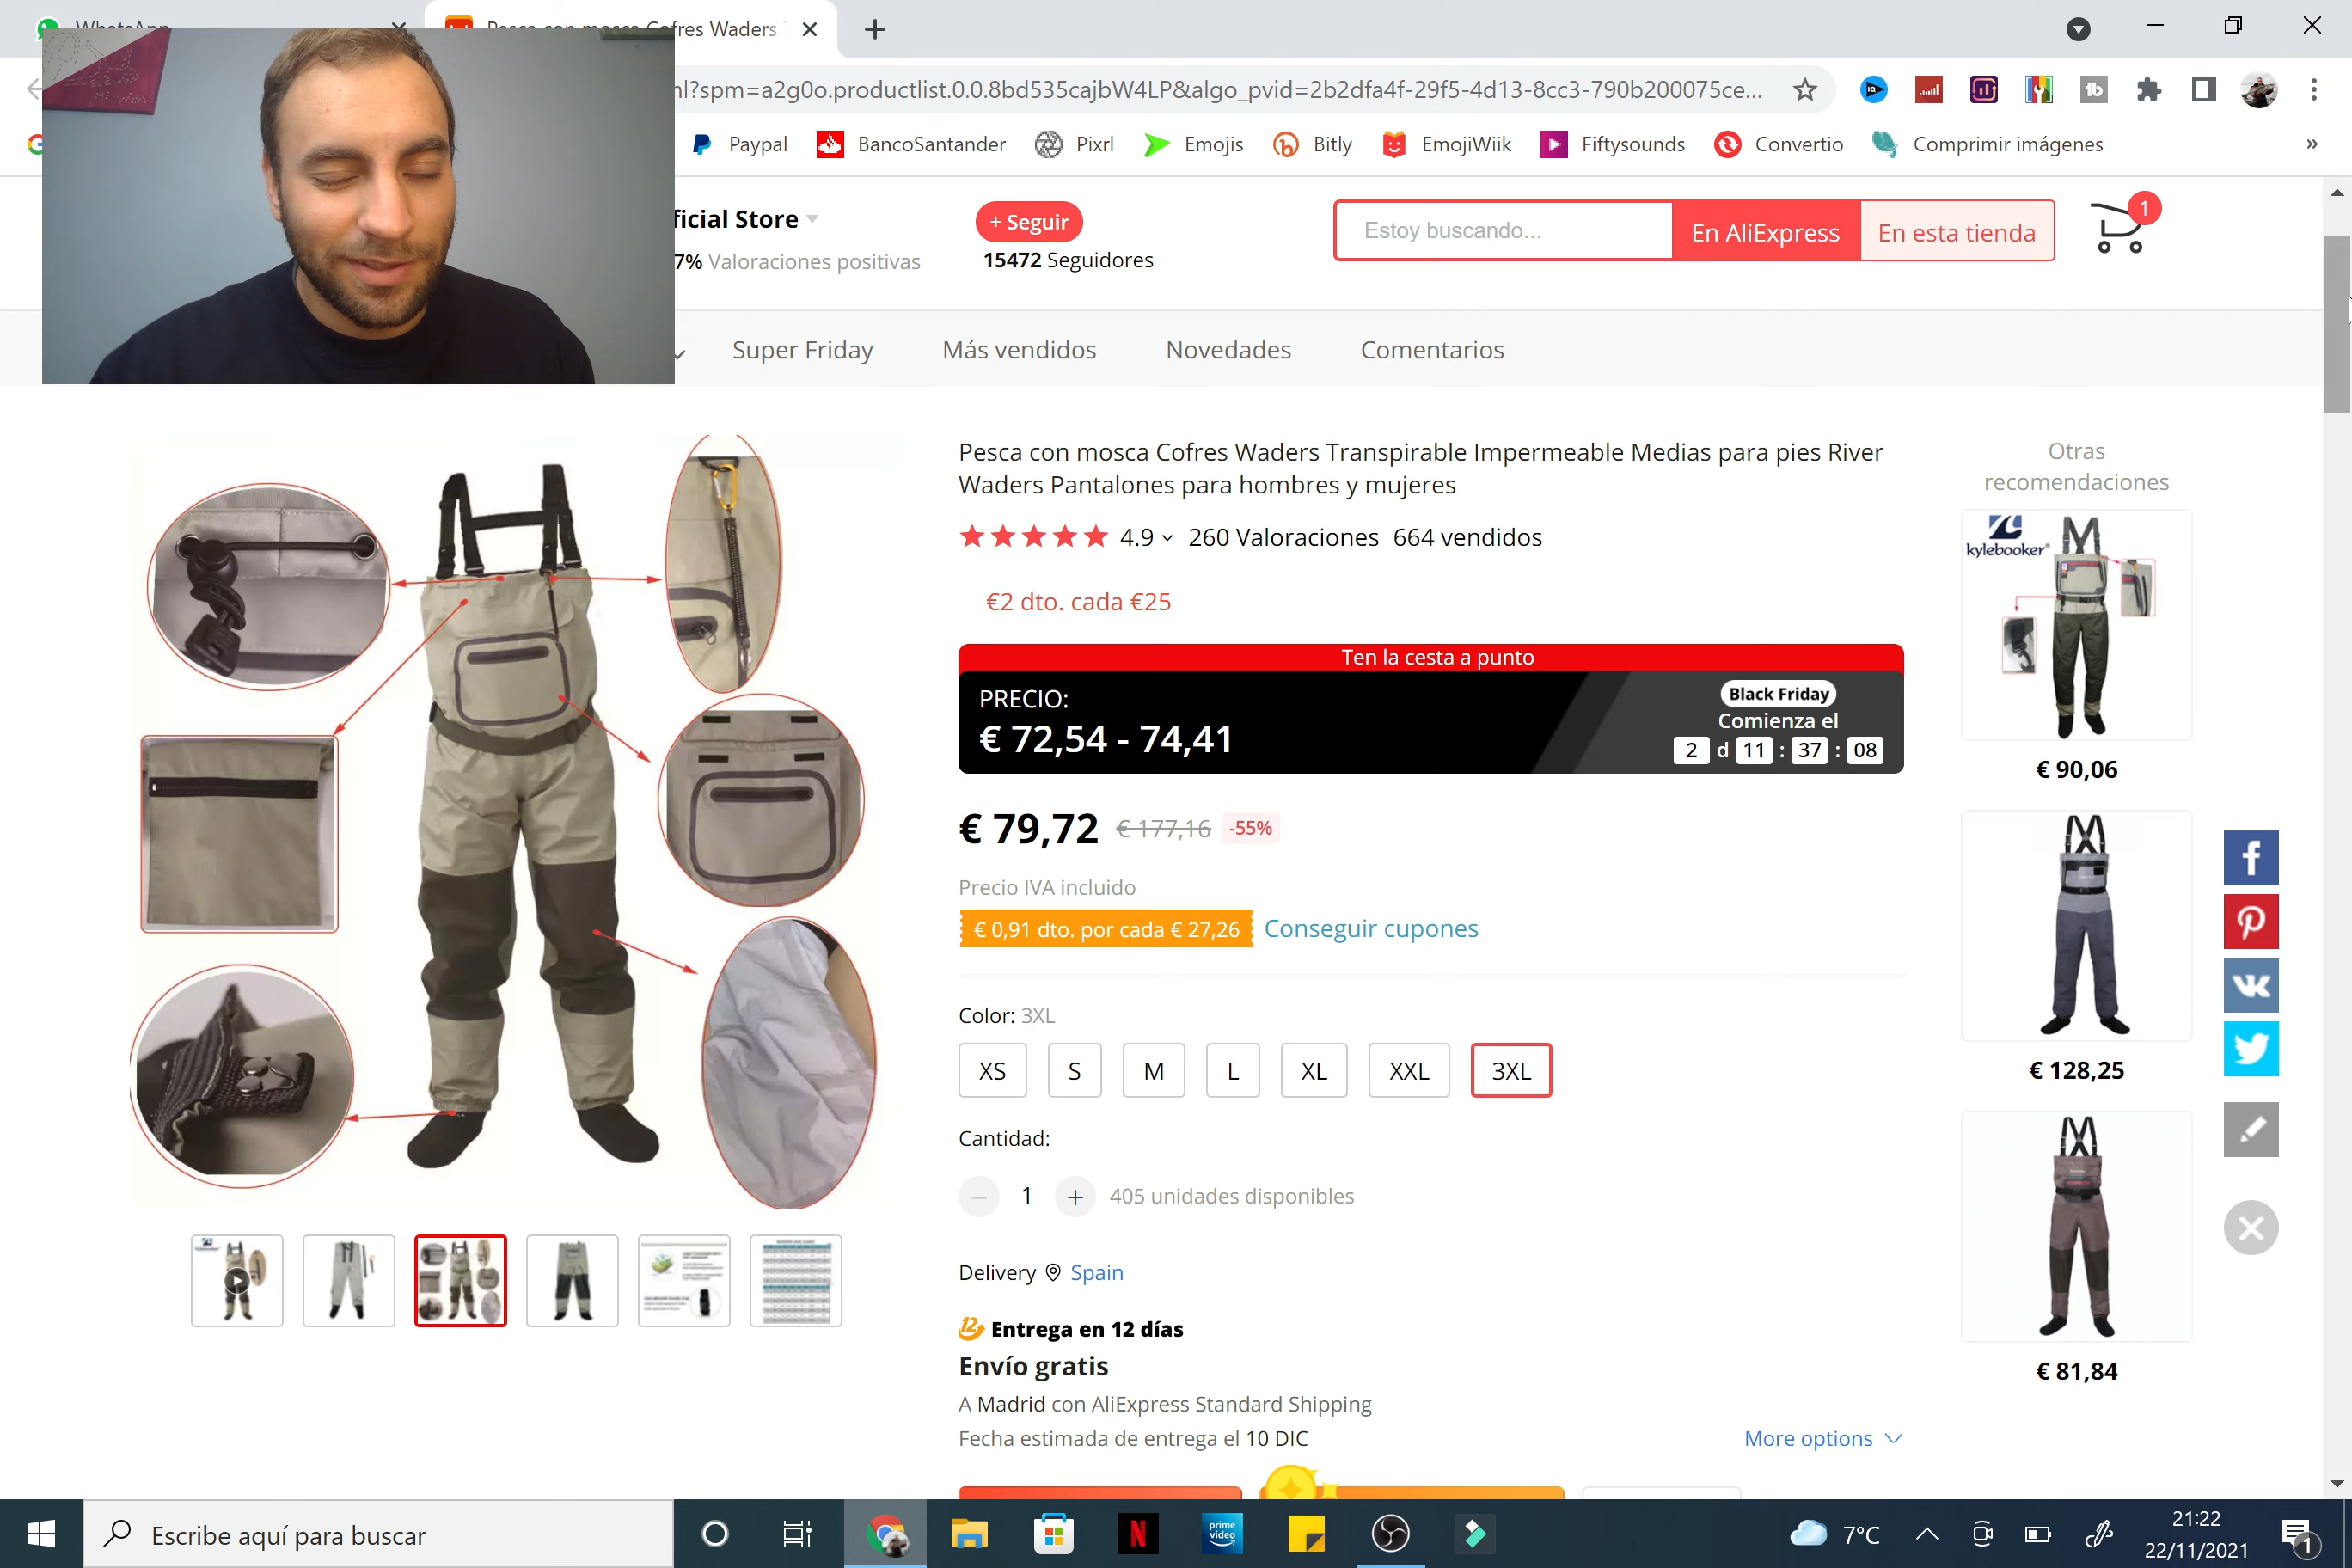 WhatsApp
Pesca con mosca Cofres Waders
?spm=a2g0o.productlist.0.0.8bd535cajbW4LP&algo_pvid=2b2dfa4f-29f5-4d13-8cc3-790b200075ce...
Paypal
BancoSantander
Pixrl
Emojis
Bitly
EmojiWiik
Fiftysounds
Convertio
Comprimir imágenes
»
Store
+ Seguir
7% Valoraciones positivas
15472 Seguidores
Estoy buscando...
En AliExpress
En esta tienda
1
Super Friday
Más vendidos
Novedades
Comentarios
Pesca con mosca Cofres Waders Transpirable Impermeable Medias para pies River
Waders Pantalones para hombres y mujeres
4.9
260 Valoraciones
664 vendidos
€2 dto. cada €25
Ten la cesta a punto
PRECIO:
€ 72,54 - 74,41
Black Friday
Comienza el
2 d 11 : 37 : 08
€ 79,72
€ 177,16
-55%
Precio IVA incluido
€ 0,91 dto. por cada € 27,26
Conseguir cupones
Color: 3XL
XS
S
M
L
XL
XXL
3XL
Cantidad:
1
405 unidades disponibles
Delivery
Spain
12
Entrega en 12 días
Envío gratis
A Madrid con AliExpress Standard Shipping
Fecha estimada de entrega el 10 DIC
More options
Otras
recomendaciones
kylebooker
€ 90,06
€ 128,25
€ 81,84
Escribe aquí para buscar
prime
video
7°C
21:22
22/11/2021
1